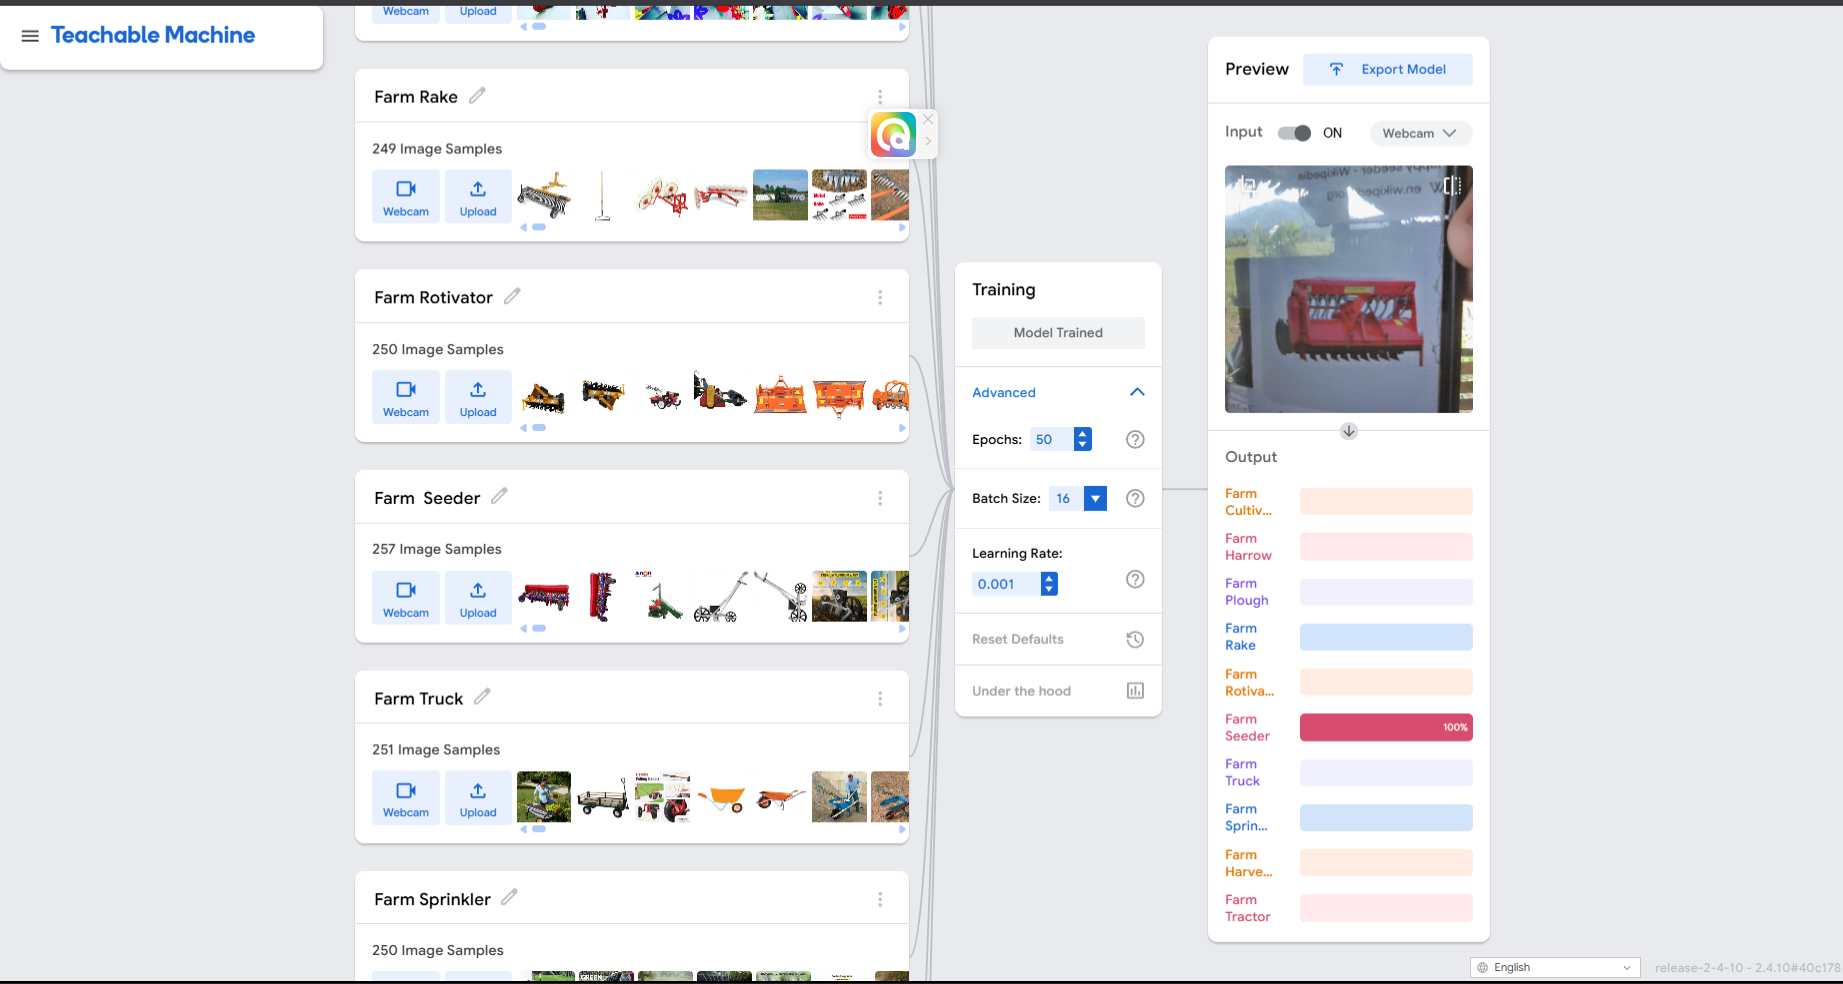 Teachable Machine
Webcam
Upload
Farm Rake
249 Image Samples
Webcam
Upload
Farm Rotivator
250 Image Samples
Webcam
Upload
Farm  Seeder
257 Image Samples
Webcam
Upload
Farm Truck
251 Image Samples
Webcam
Upload
Farm Sprinkler
250 Image Samples
Training
Model Trained
Advanced
Epochs: 50
Batch Size: 16
Learning Rate:
0.001
Reset Defaults
Under the hood
Preview
Export Model
Input ON Webcam
Output
Farm
Cultiv...
Farm
Harrow
Farm
Plough
Farm
Rake
Farm
Rotiva...
Farm
Seeder
100%
Farm
Truck
Farm
Sprin...
Farm
Harve...
Farm
Tractor
English
release-2-4-10 - 2.4.10#40c178